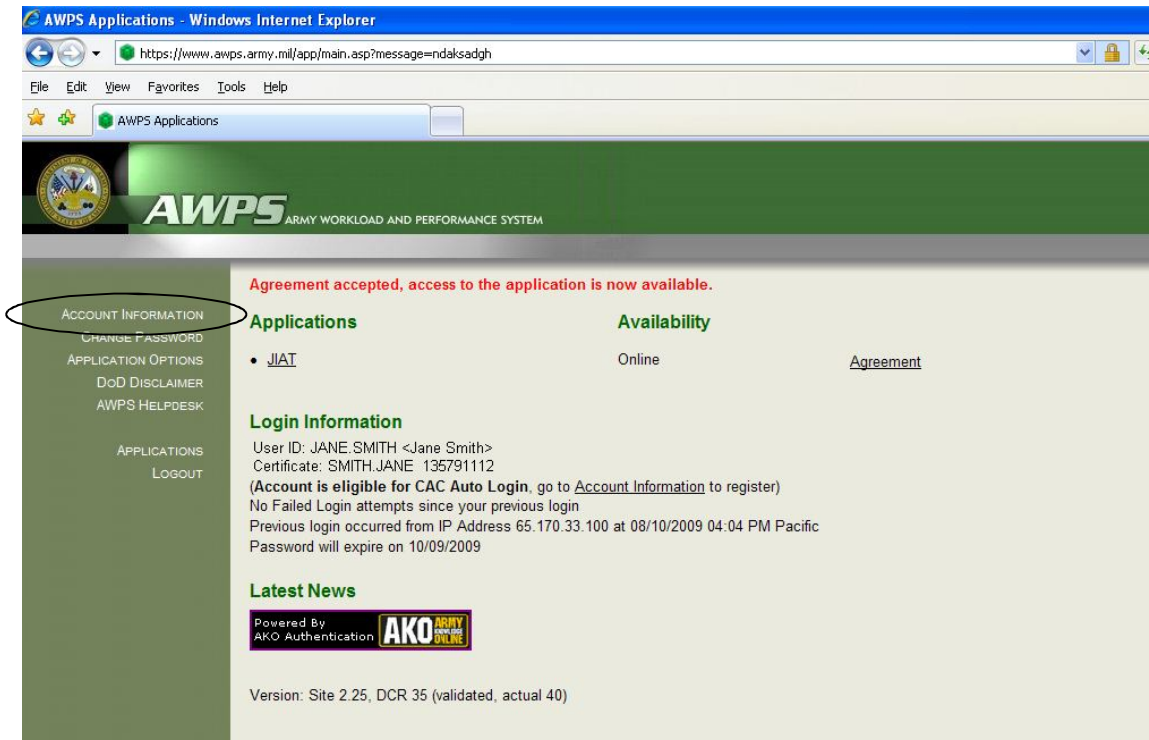 AWPS Applications - Windows Internet Explorer
https://www.awps.army.mil/app/main.asp?message=ndaksadgh
File Edit View Favorites Tools Help
AWPS Applications
AWPS ARMY WORKLOAD AND PERFORMANCE SYSTEM
Agreement accepted, access to the application is now available.
ACCOUNT INFORMATION
CHANGE PASSWORD
APPLICATION OPTIONS
DOD DISCLAIMER
AWPS HELPDESK
APPLICATIONS
LOGOUT
Applications Availability
• JIAT Online Agreement
Login Information
User ID: JANE.SMITH <Jane Smith>
Certificate: SMITH.JANE 135791112
(Account is eligible for CAC Auto Login, go to Account Information to register)
No Failed Login attempts since your previous login
Previous login occurred from IP Address 65.170.33.100 at 08/10/2009 04:04 PM Pacific
Password will expire on 10/09/2009
Latest News
Powered By
AKO Authentication AKO ARMY KNOWLEDGE ONLINE
Version: Site 2.25, DCR 35 (validated, actual 40)